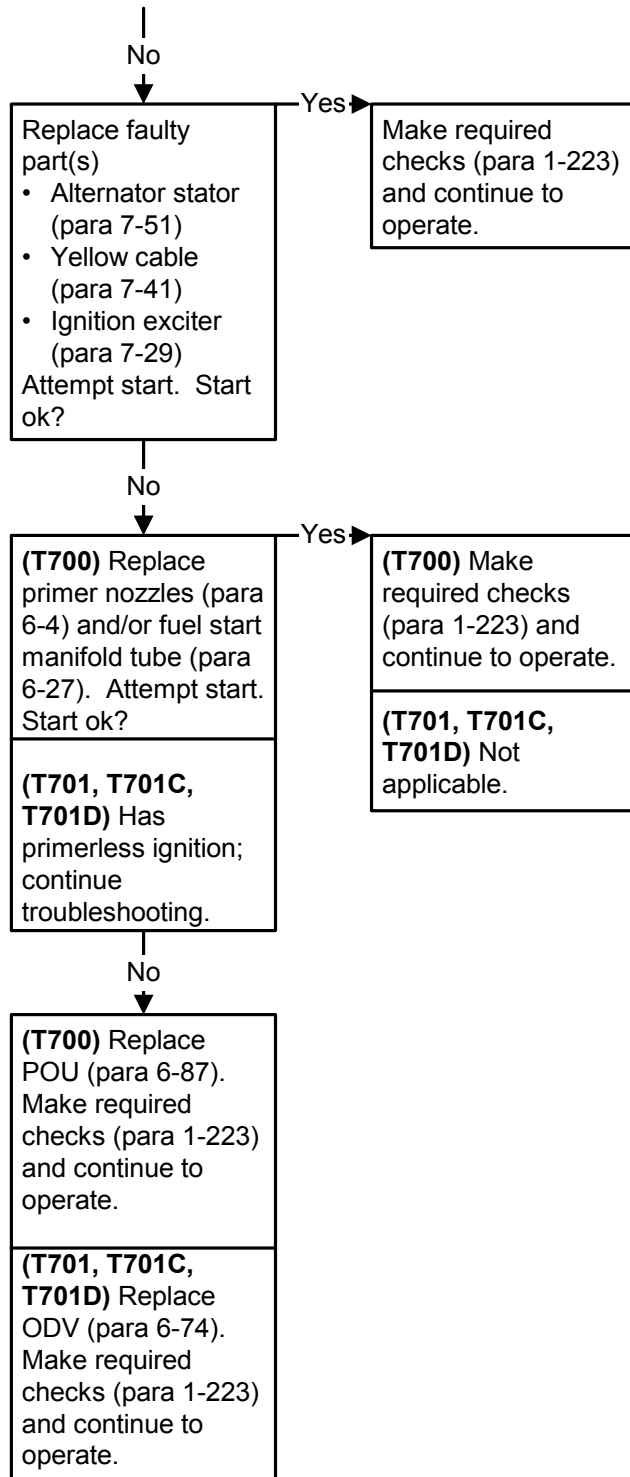 No
Replace faulty
part(s)
• Alternator stator
(para 7-51)
• Yellow cable
(para 7-41)
• Ignition exciter
(para 7-29)
Attempt start. Start
ok?
Yes
Make required
checks (para 1-223)
and continue to
operate.
No
(T700) Replace
primer nozzles (para
6-4) and/or fuel start
manifold tube (para
6-27). Attempt start.
Start ok?
(T701, T701C,
T701D) Has
primerless ignition;
continue
troubleshooting.
Yes
(T700) Make
required checks
(para 1-223) and
continue to operate.
(T701, T701C,
T701D) Not
applicable.
No
(T700) Replace
POU (para 6-87).
Make required
checks (para 1-223)
and continue to
operate.
(T701, T701C,
T701D) Replace
ODV (para 6-74).
Make required
checks (para 1-223)
and continue to
operate.